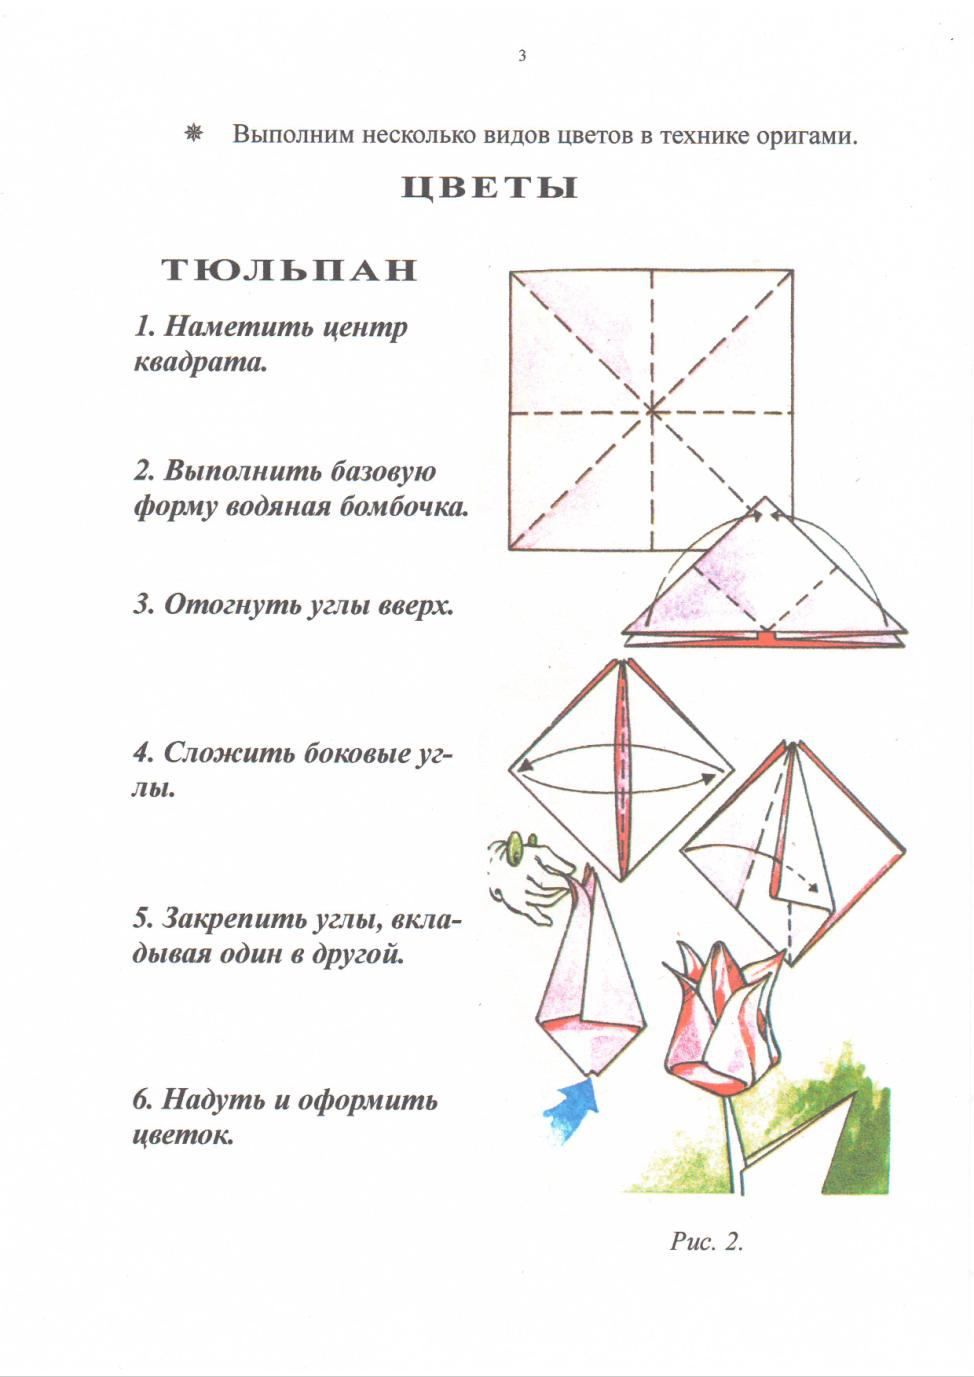 3
Выполним несколько видов цветов в технике оригами.
ЦВЕТЫ
ТЮЛЬПАН
1. Наметить центр
квадрата.
2. Выполнить базовую
форму водяная бомбочка.
3. Отогнуть углы вверх.
4. Сложить боковые уг-
лы.
5. Закрепить углы, вкла-
дывая один в другой.
6. Надуть и оформить
цветок.
Рис. 2.